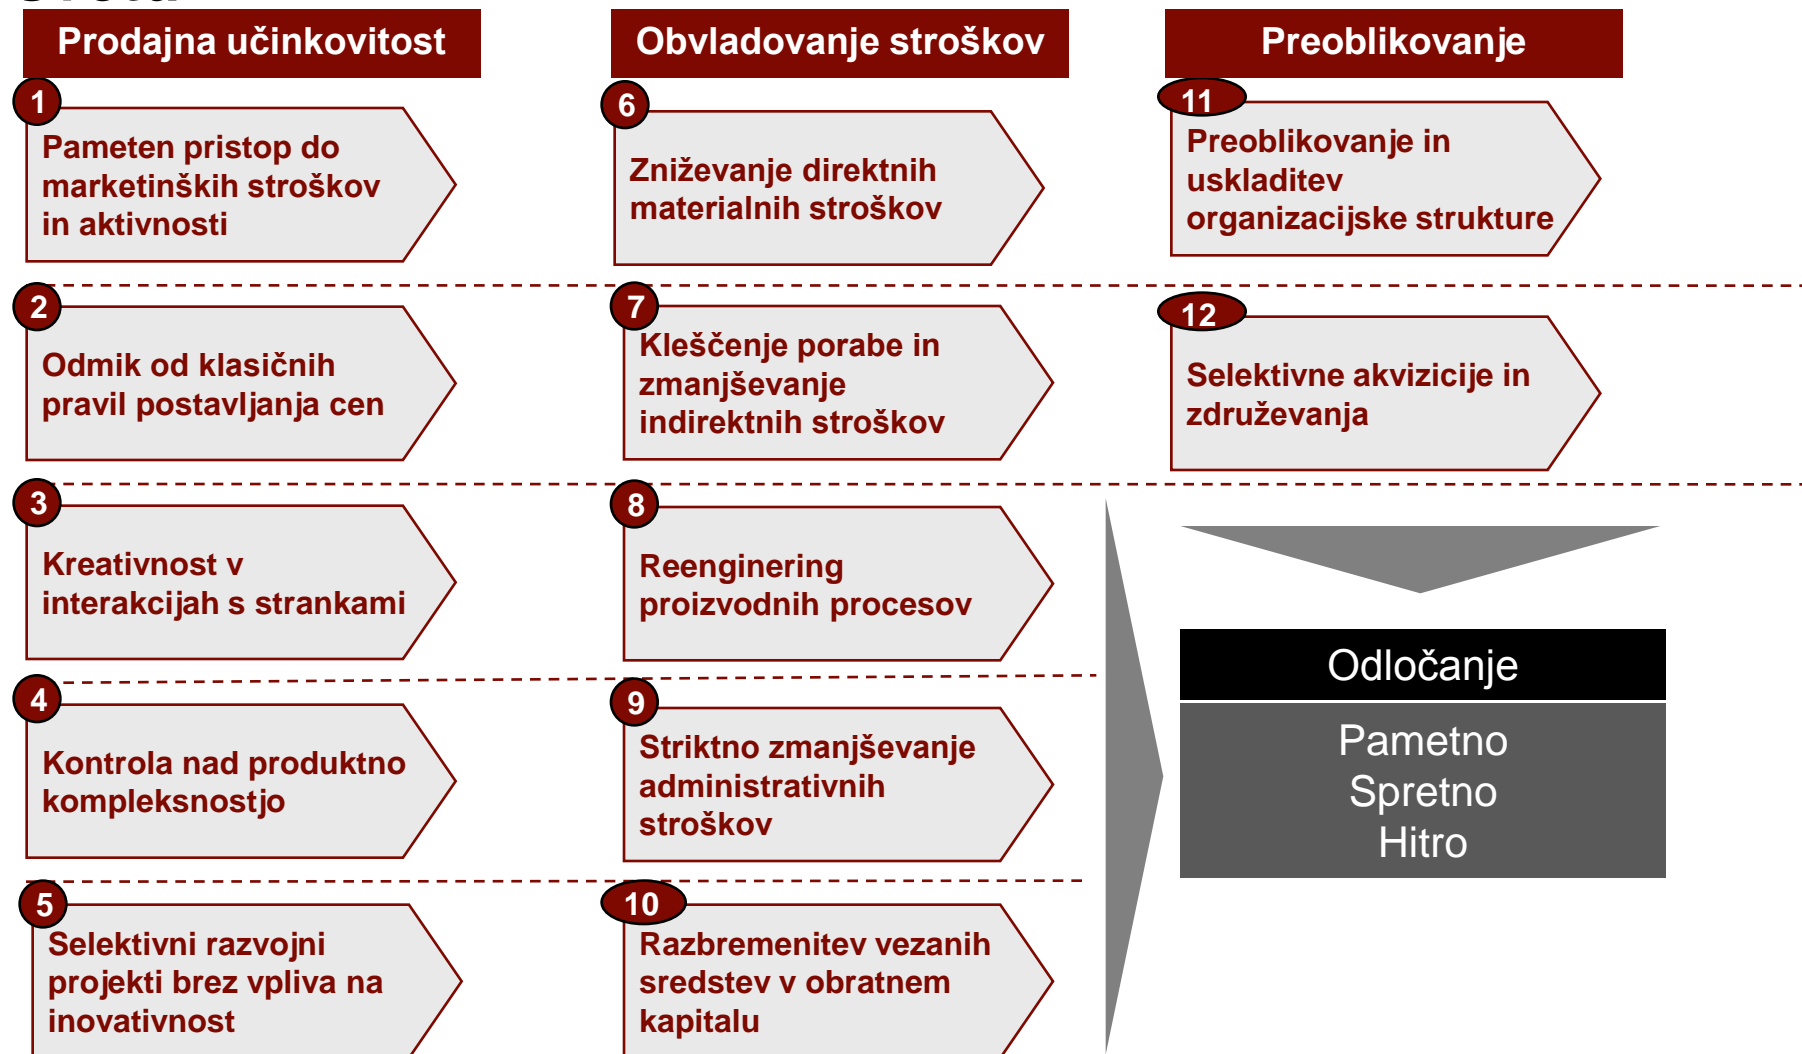 Prodajna učinkovitost
1
Pameten pristop do
marketinških stroškov
in aktivnosti
2
Odmik od klasičnih
pravil postavljanja cen
3
Kreativnost v
interakcijah s strankami
4
Kontrola nad produktno
kompleksnostjo
5
Selektivni razvojni
projekti brez vpliva na
inovativnost
Obvladovanje stroškov
6
Zniževanje direktnih
materialnih stroškov
7
Kleščenje porabe in
zmanjševanje
indirektnih stroškov
8
Reenginering
proizvodnih procesov
9
Striktno zmanjševanje
administrativnih
stroškov
10
Razbremenitev vezanih
sredstev v obratnem
kapitalu
Preoblikovanje
11
Preoblikovanje in
uskladitev
organizacijske strukture
12
Selektivne akvizicije in
združevanja
Odločanje
Pametno
Spretno
Hitro